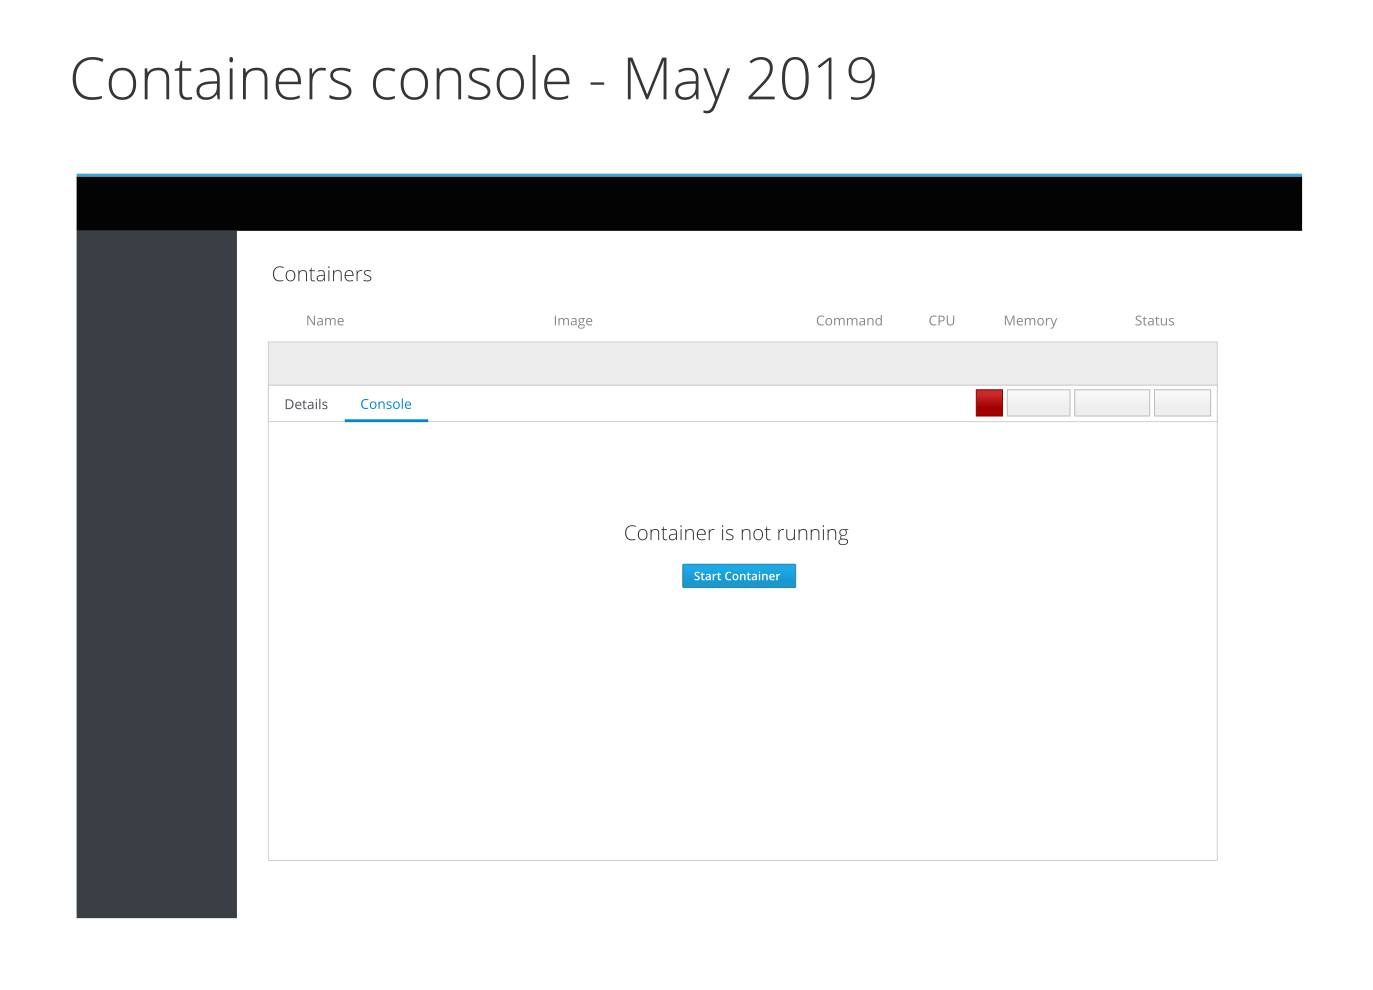 Containers console - May 2019
Containers
Name Image Command CPU Memory Status
Details Console
Container is not running
Start Container